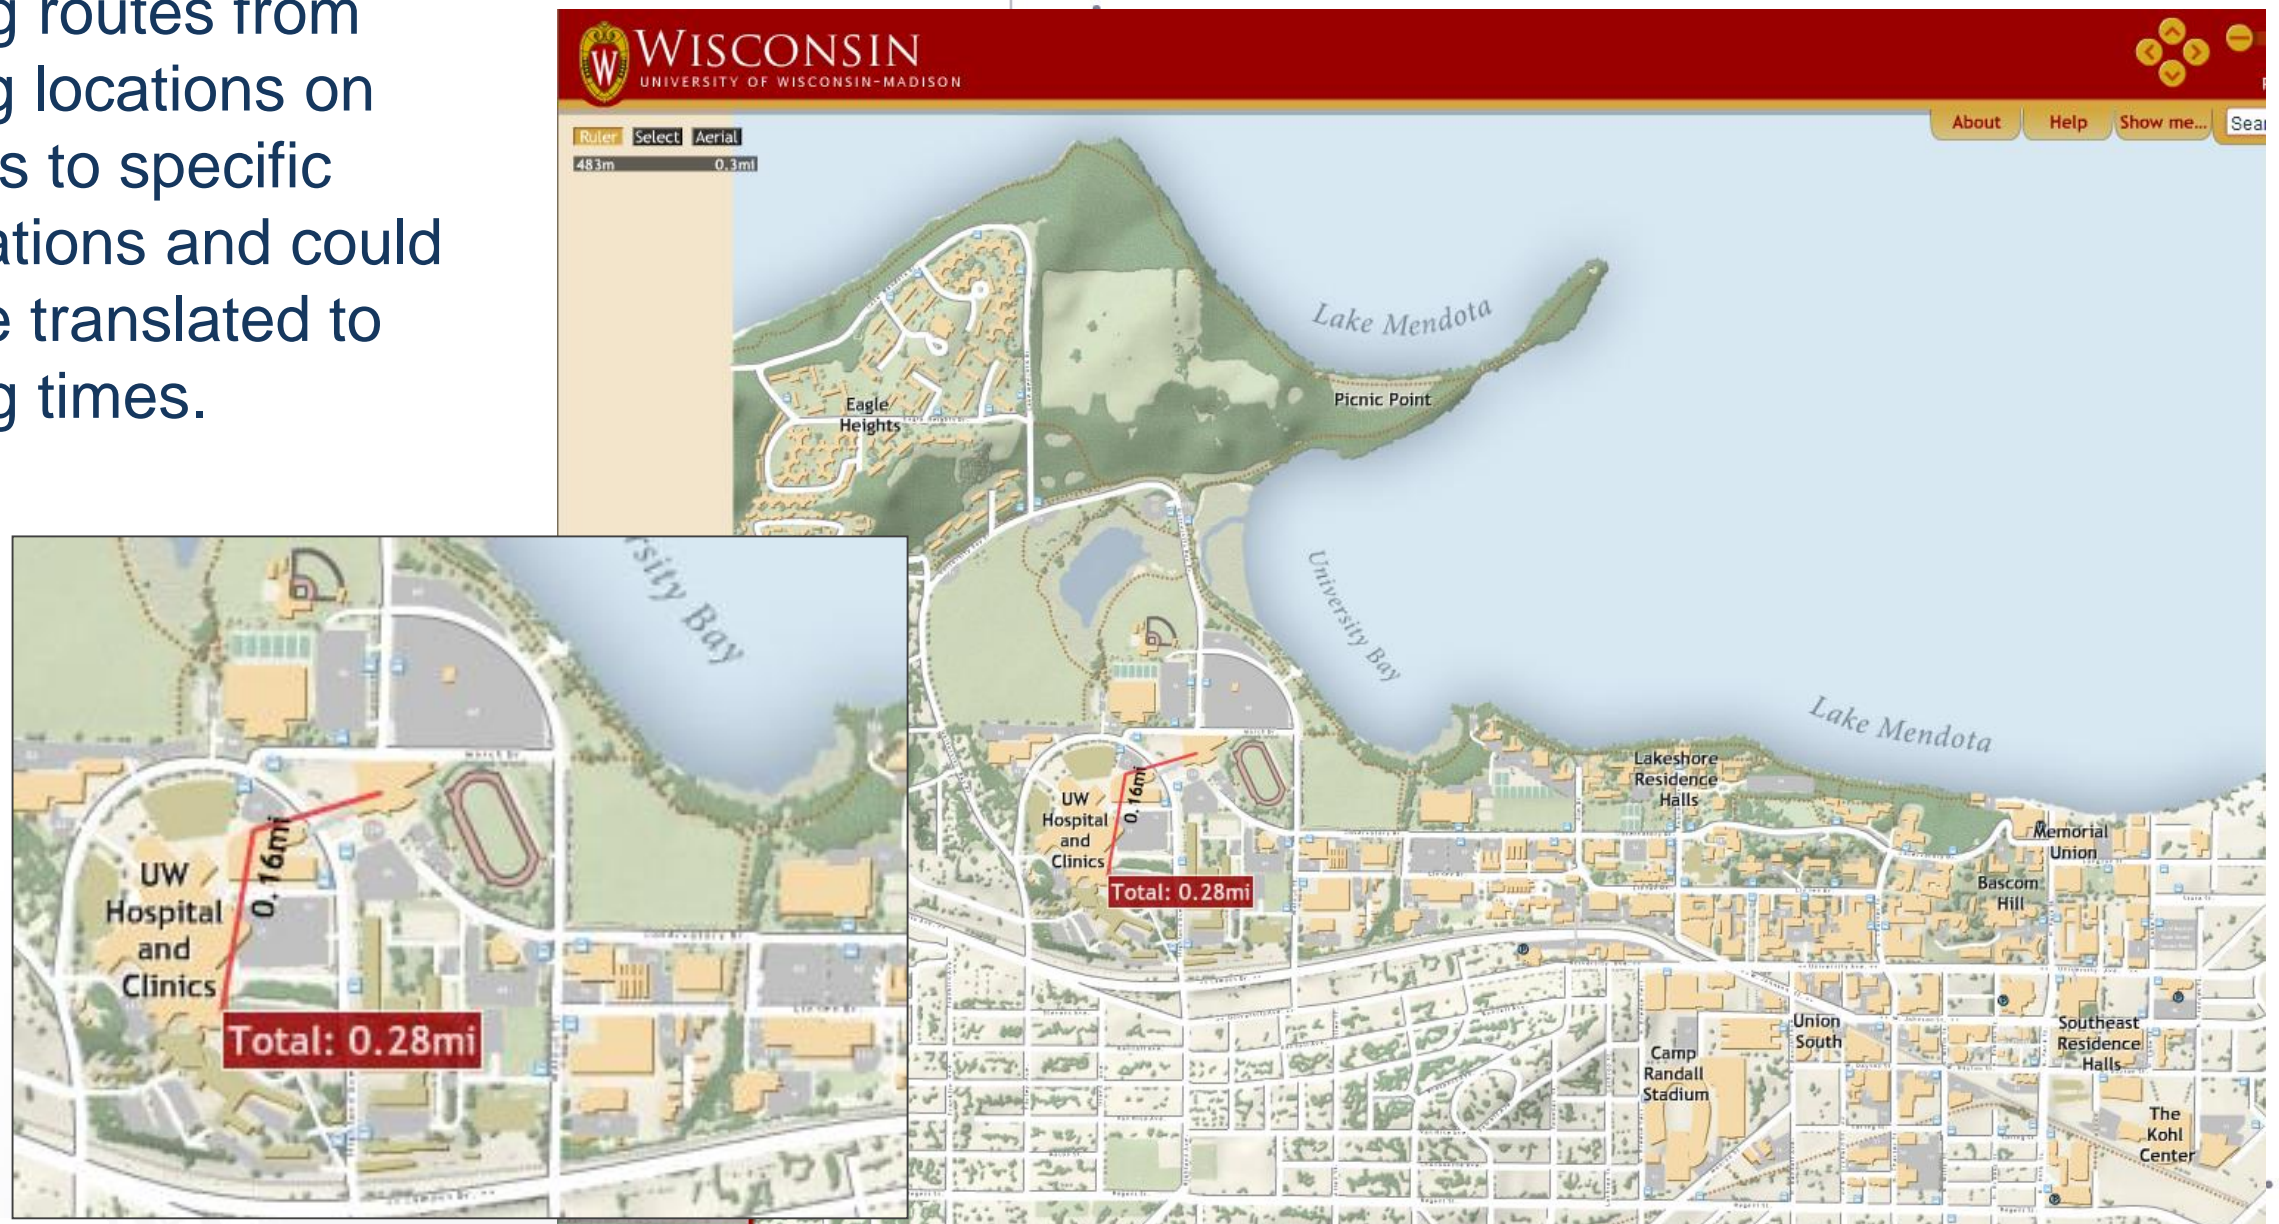 g routes from
g locations on
s to specific
ations and could
e translated to
g times.
W
WISCONSIN
UNIVERSITY OF WISCONSIN-MADISON
About
Help
Show me...
Sear
Ruler
Select
Aerial
483m
0.3mi
Lake Mendota
Picnic Point
Eagle
Heights
University Bay
Lake Mendota
Lakeshore
Residence
Halls
UW
Hospital
and
Clinics
0.16mi
Total: 0.28mi
Memorial
Union
Bascom
Hill
Union
South
Southeast
Residence
Halls
Camp
Randall
Stadium
The
Kohl
Center
rsity Bay
UW
Hospital
and
Clinics
0.16mi
Total: 0.28mi